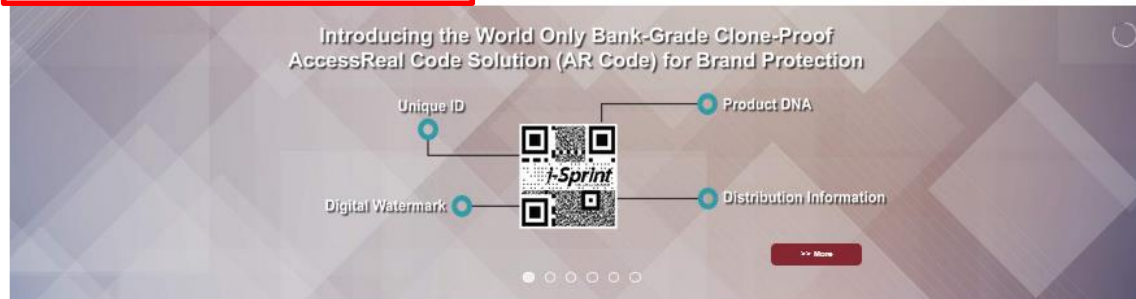 Introducing the World Only Bank-Grade Clone-Proof
AccessReal Code Solution (AR Code) for Brand Protection
Unique ID
Product DNA
i-Sprint
Digital Watermark
Distribution Information
>> More